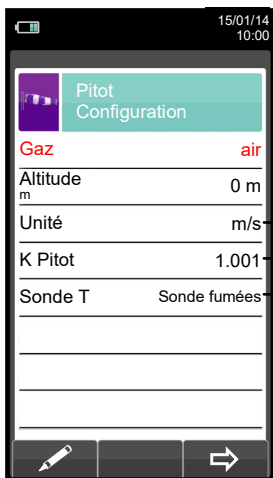 15/01/14
10:00
Pitot
Configuration
Gaz air
Altitude 0 m
m
Unité m/s
K Pitot 1.001
Sonde T Sonde fumées